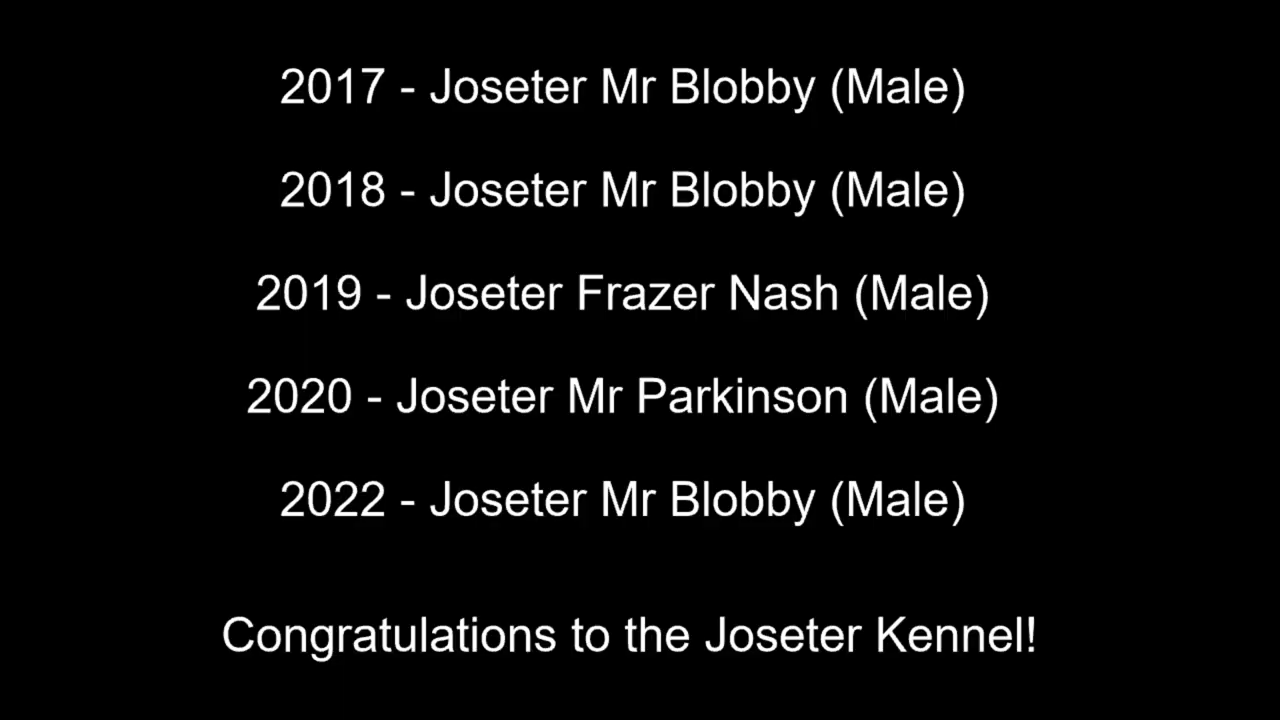 2017 - Joseter Mr Blobby (Male)
2018 - Joseter Mr Blobby (Male)
2019 - Joseter Frazer Nash (Male)
2020 - Joseter Mr Parkinson (Male)
2022 - Joseter Mr Blobby (Male)
Congratulations to the Joseter Kennel!